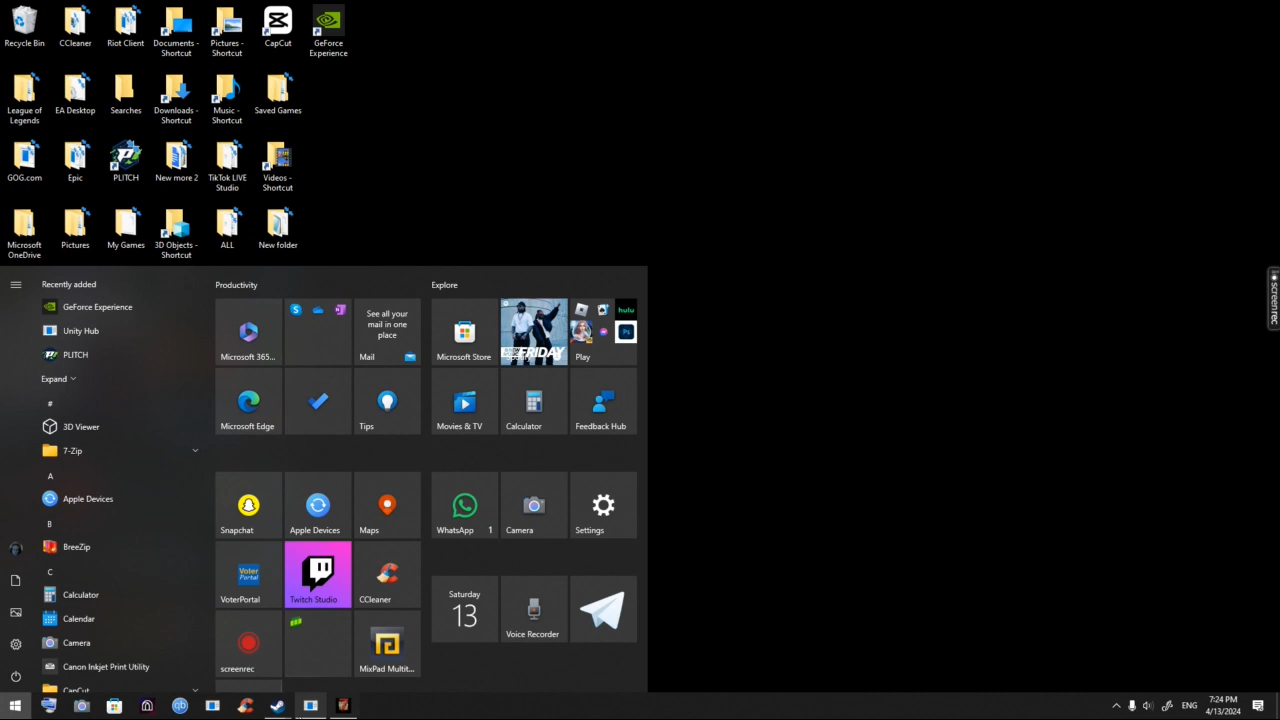 Recycle Bin
CCleaner
Riot Client
Documents -
Shortcut
Pictures -
Shortcut
CapCut
GeForce
Experience
League of
Legends
EA Desktop
Searches
Downloads -
Shortcut
Music -
Shortcut
Saved Games
GOG.com
Epic
PLITCH
New more 2
TikTok LIVE
Studio
Videos -
Shortcut
Microsoft
OneDrive
Pictures
My Games
3D Objects -
Shortcut
ALL
New folder
screenrec
Recently added
GeForce Experience
Unity Hub
PLITCH
Expand
#
3D Viewer
7-Zip
A
Apple Devices
B
BreeZip
C
Calculator
Calendar
Camera
Canon Inkjet Print Utility
CapCut
Productivity
Microsoft 365...
See all your
mail in one
place
Mail
Microsoft Edge
Tips
Snapchat
Apple Devices
Maps
Voter
Portal
VoterPortal
Twitch Studio
CCleaner
screenrec
MixPad Multit...
Explore
Microsoft Store
FRIDAY
Spotify
hulu
Ps
Play
Movies & TV
Calculator
Feedback Hub
WhatsApp 1
Camera
Settings
Saturday
13
Voice Recorder
ENG
7:24 PM
4/13/2024